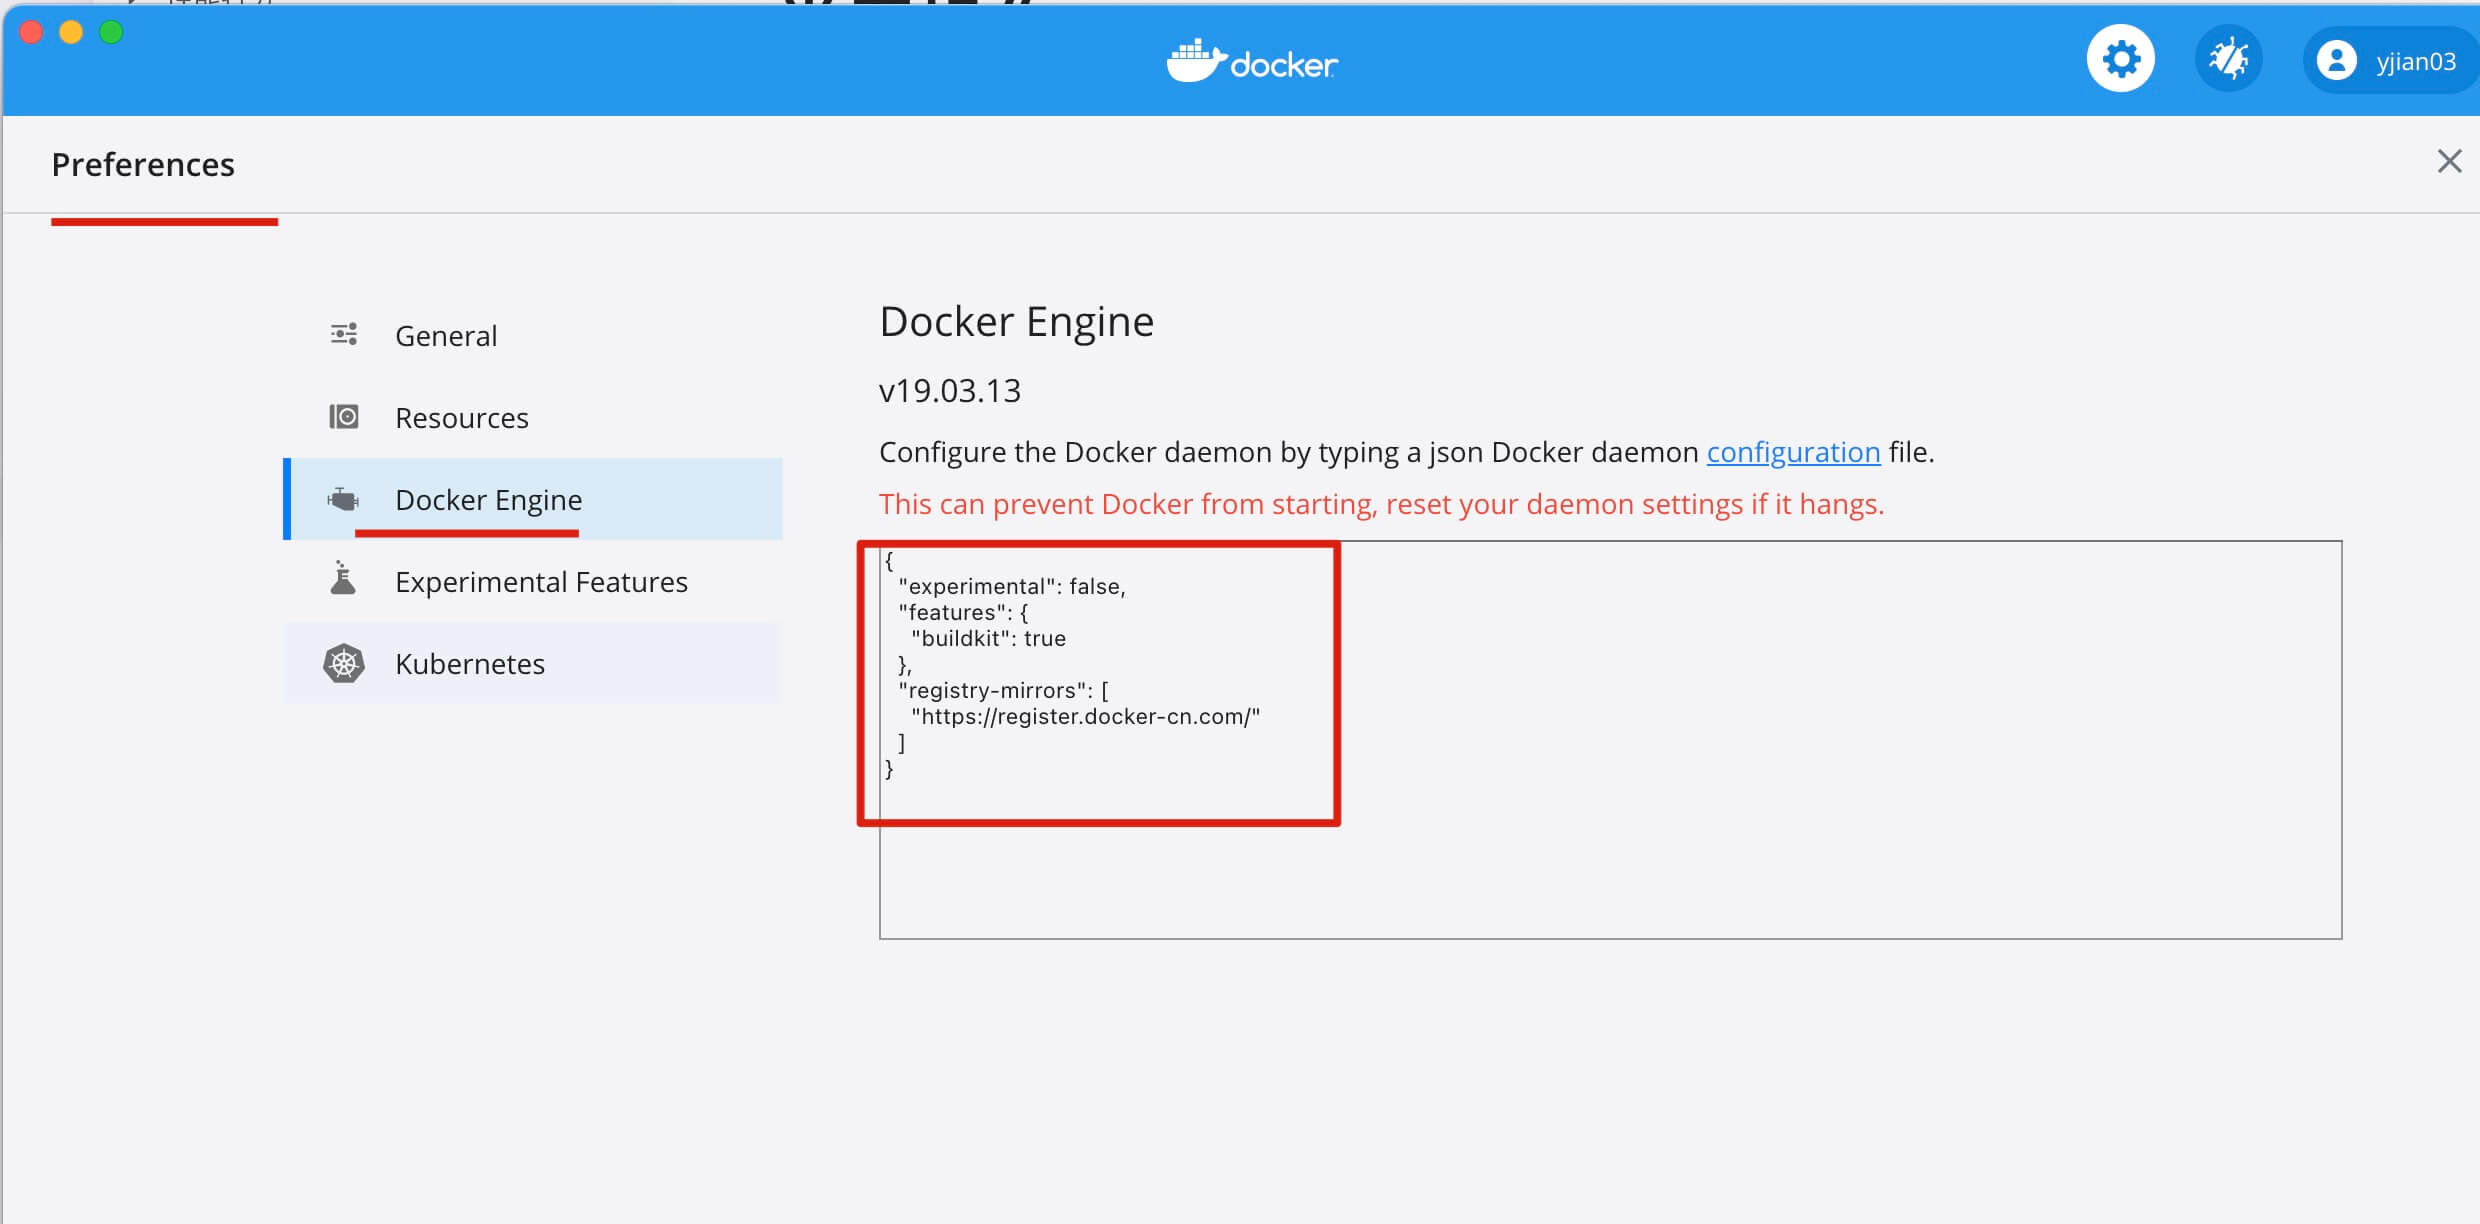 docker
yjian03
Preferences
General
Resources
Docker Engine
Experimental Features
Kubernetes
Docker Engine
v19.03.13
Configure the Docker daemon by typing a json Docker daemon configuration file.
This can prevent Docker from starting, reset your daemon settings if it hangs.
{
"experimental": false,
"features": {
"buildkit": true
},
"registry-mirrors": [
"https://register.docker-cn.com/"
]
}